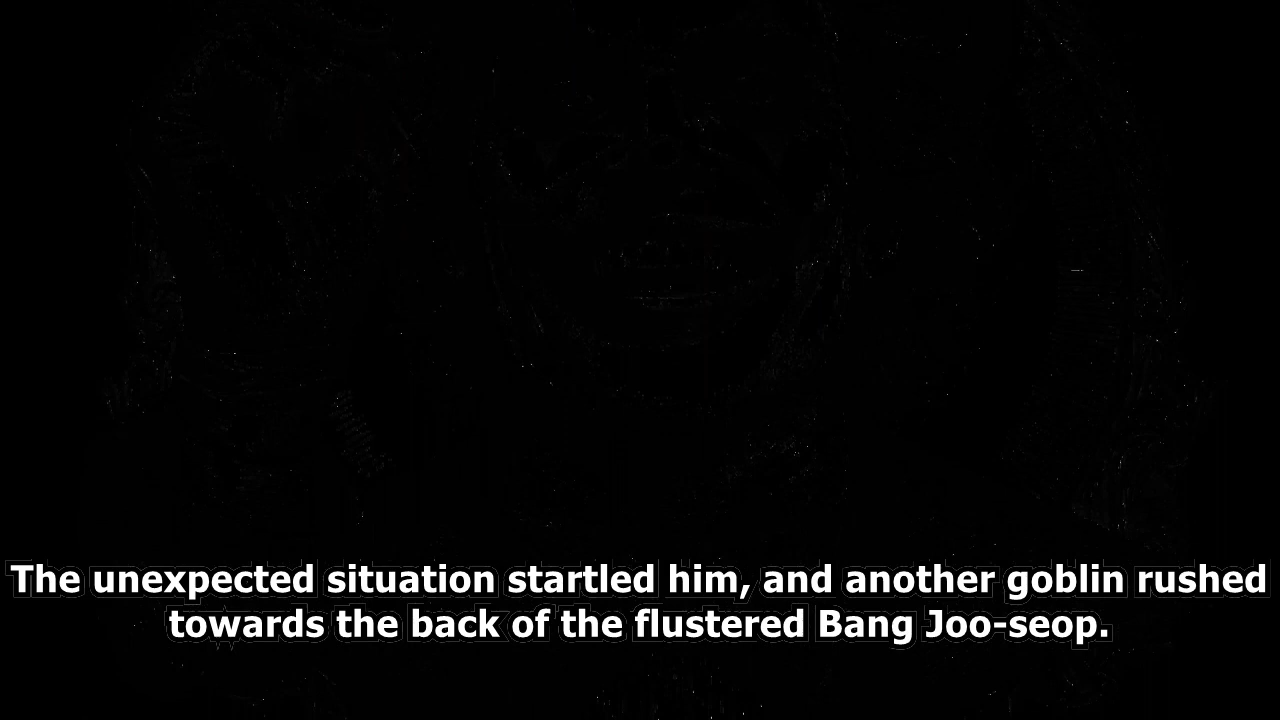 The unexpected situation startled him, and another goblin rushed
towards the back of the flustered Bang Joo-seop.